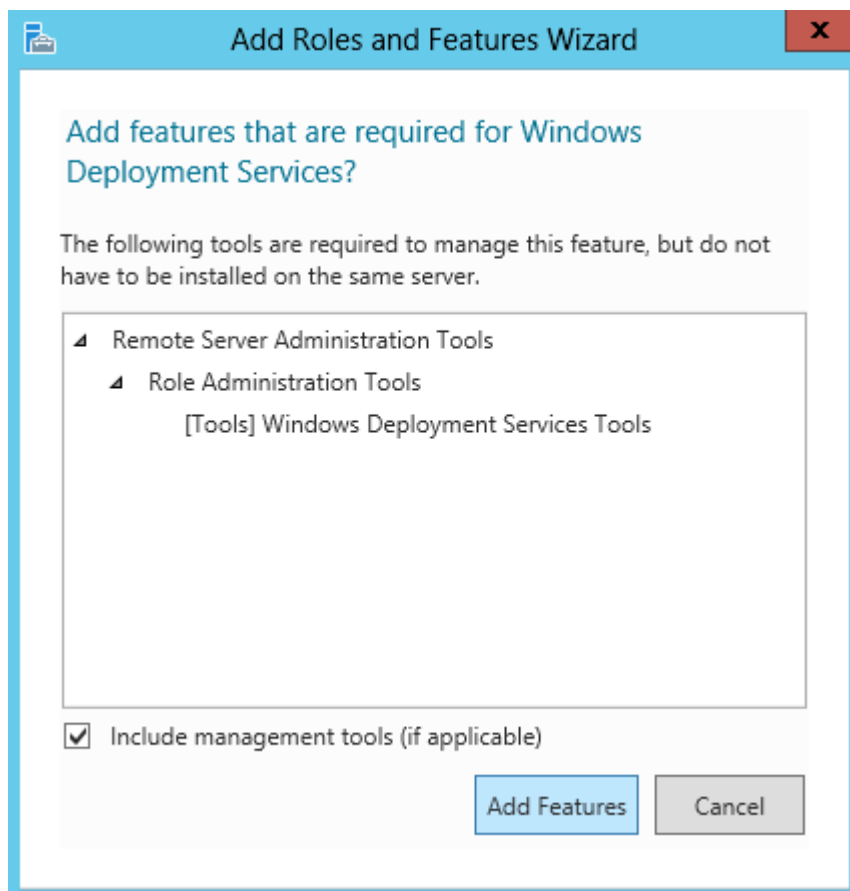 Add Roles and Features Wizard
x
Add features that are required for Windows
Deployment Services?
The following tools are required to manage this feature, but do not
have to be installed on the same server.
Remote Server Administration Tools
Role Administration Tools
[Tools] Windows Deployment Services Tools
Include management tools (if applicable)
Add Features
Cancel